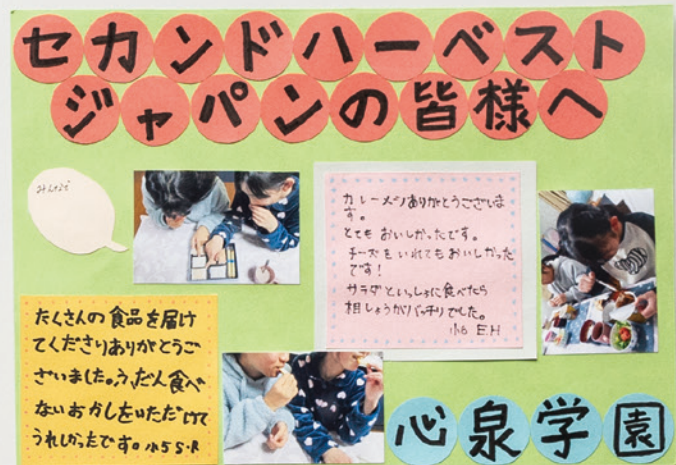 セカンドハーベスト
ジャパンの皆様へ
みんなで
カレーメシありがとうございま
す。
とても おいしかったです。
チーズをいれてもおいしかった
です!
サラダといっしょに食べたら
相しょうがバッチリでした。
小6 E.H
たくさんの食品を届け
てくださりありがとうご
ざいました。ふだん食べ
ないおかしをいただけて
うれしかったです。小5 S・R
心泉学園